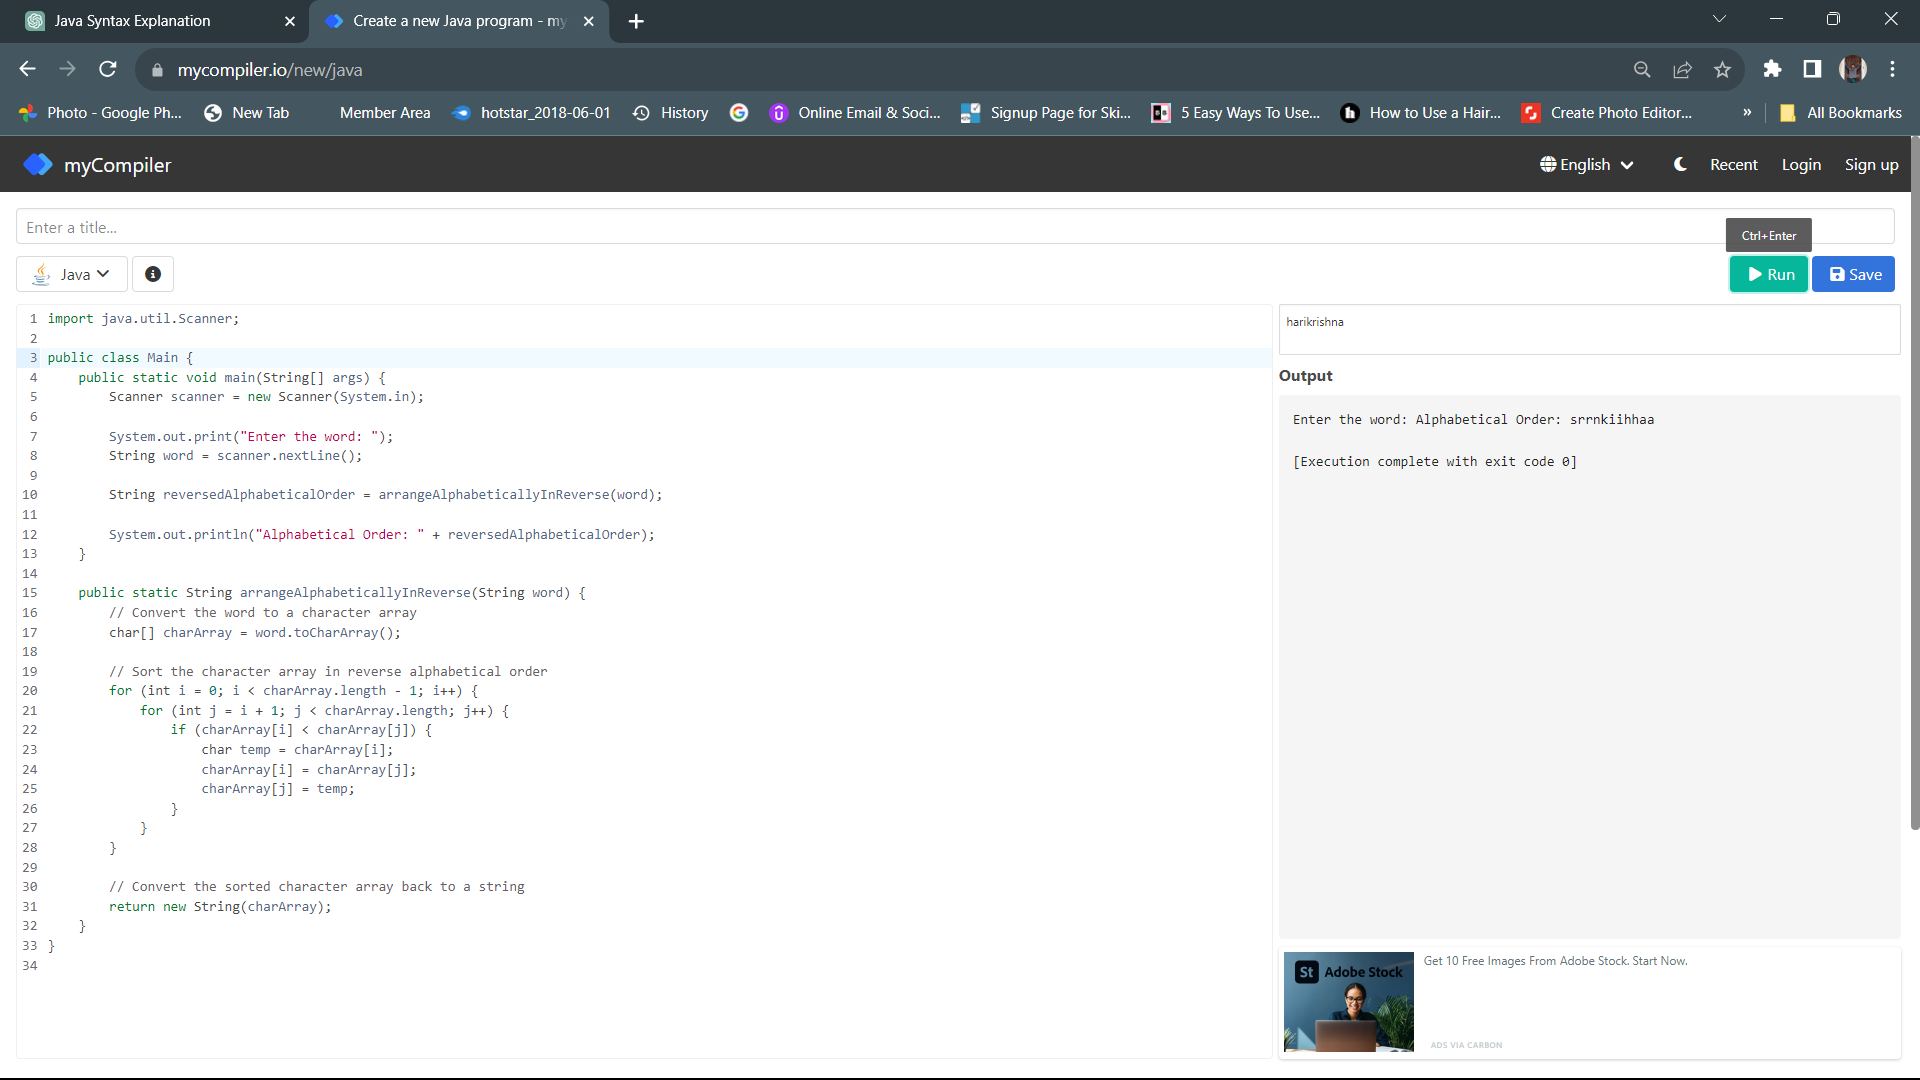 Java Syntax Explanation
Create a new Java program - my
mycompiler.io/new/java
Photo - Google Ph...
New Tab
Member Area
hotstar_2018-06-01
History
Online Email & Soci...
Signup Page for Ski...
5 Easy Ways To Use...
How to Use a Hair...
Create Photo Editor...
»
All Bookmarks
myCompiler
English
Recent
Login
Sign up
Enter a title...
Ctrl+Enter
Java
Run
Save
1 import java.util.Scanner;
2
3 public class Main {
4 public static void main(String[] args) {
5 Scanner scanner = new Scanner(System.in);
6
7 System.out.print("Enter the word: ");
8 String word = scanner.nextLine();
9
10 String reversedAlphabeticalOrder = arrangeAlphabeticallyInReverse(word);
11
12 System.out.println("Alphabetical Order: " + reversedAlphabeticalOrder);
13 }
14
15 public static String arrangeAlphabeticallyInReverse(String word) {
16 // Convert the word to a character array
17 char[] charArray = word.toCharArray();
18
19 // Sort the character array in reverse alphabetical order
20 for (int i = 0; i < charArray.length - 1; i++) {
21 for (int j = i + 1; j < charArray.length; j++) {
22 if (charArray[i] < charArray[j]) {
23 char temp = charArray[i];
24 charArray[i] = charArray[j];
25 charArray[j] = temp;
26 }
27 }
28 }
29
30 // Convert the sorted character array back to a string
31 return new String(charArray);
32 }
33 }
34
harikrishna
Output
Enter the word: Alphabetical Order: srrnkiihhaa
[Execution complete with exit code 0]
St Adobe Stock
Get 10 Free Images From Adobe Stock. Start Now.
ADS VIA CARBON